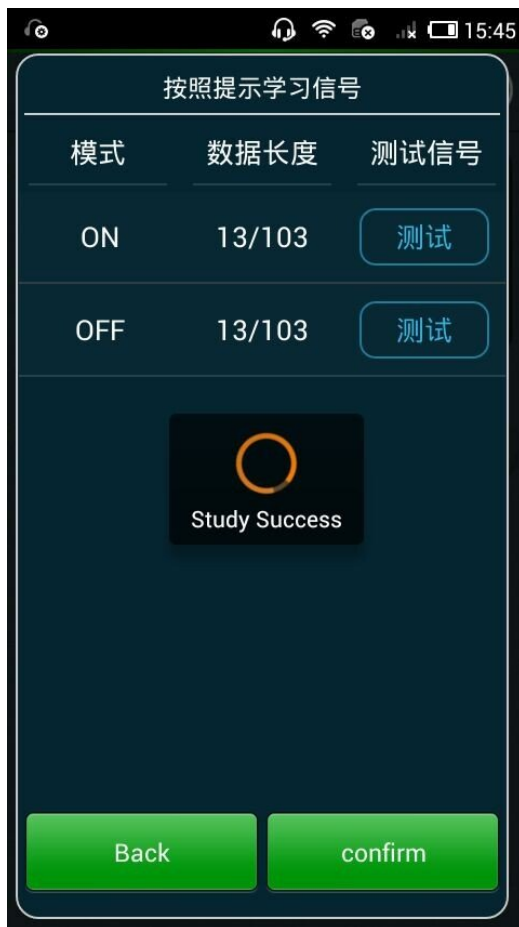 15:45
按照提示学习信号
模式 数据长度 测试信号
ON 13/103 测试
OFF 13/103 测试
Study Success
Back confirm